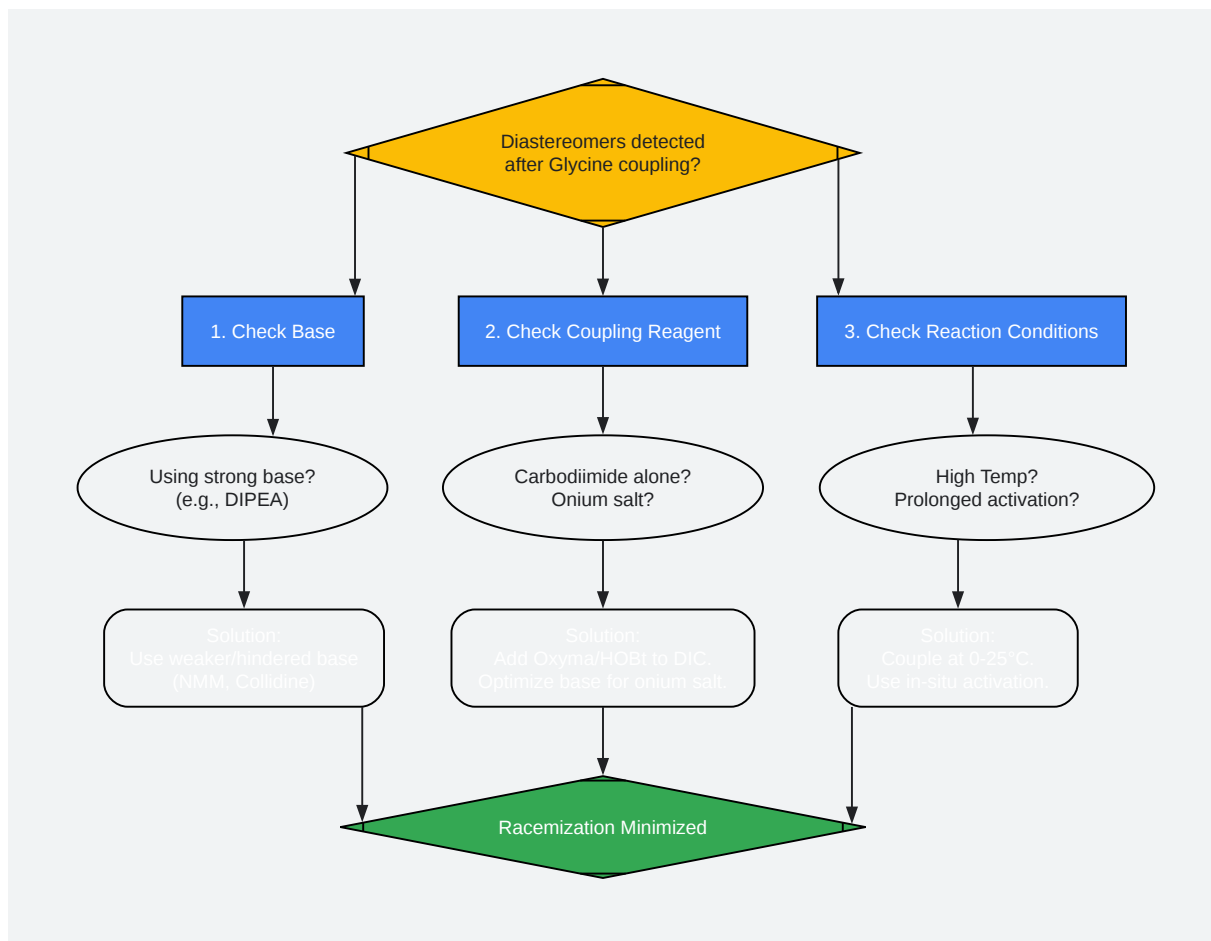 Diastereomers detected
after Glycine coupling?
1. Check Base
2. Check Coupling Reagent
3. Check Reaction Conditions
Using strong base?
(e.g., DIPEA)
Carbodiimide alone?
Onium salt?
High Temp?
Prolonged activation?
Solution:
Use weaker/hindered base
(NMM, Collidine)
Solution:
Add Oxyma/HOBt to DIC.
Optimize base for onium salt.
Solution:
Couple at 0-25°C.
Use in-situ activation.
Racemization Minimized